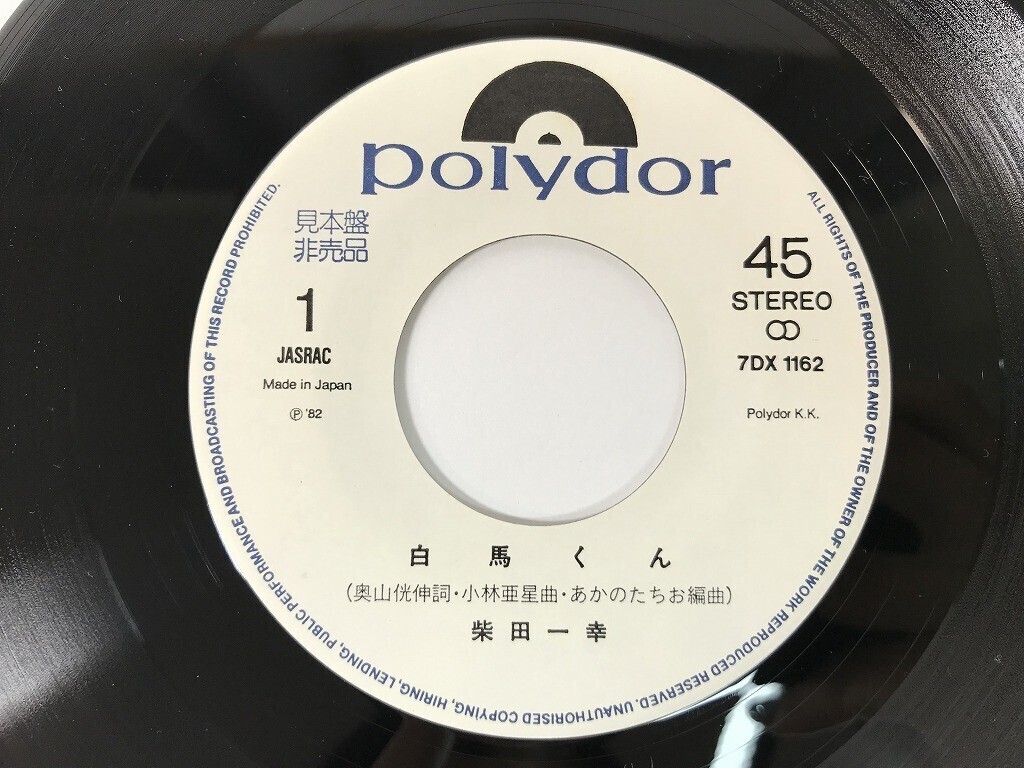 polydor
見本盤
非売品
1
JASRAC
Made in Japan
Ⓟ '82
45
STEREO
7DX 1162
Polydor K.K.
白馬くん
(奥山侊伸詞・小林亜星曲・あかのたちお編曲)
柴田一幸
ALL RIGHTS OF THE PRODUCER AND OF THE OWNER OF THE WORK REPRODUCED RESERVED. UNAUTHORISED COPYING, HIRING, LENDING, PUBLIC PERFORMANCE AND BROADCASTING OF THIS RECORD PROHIBITED.